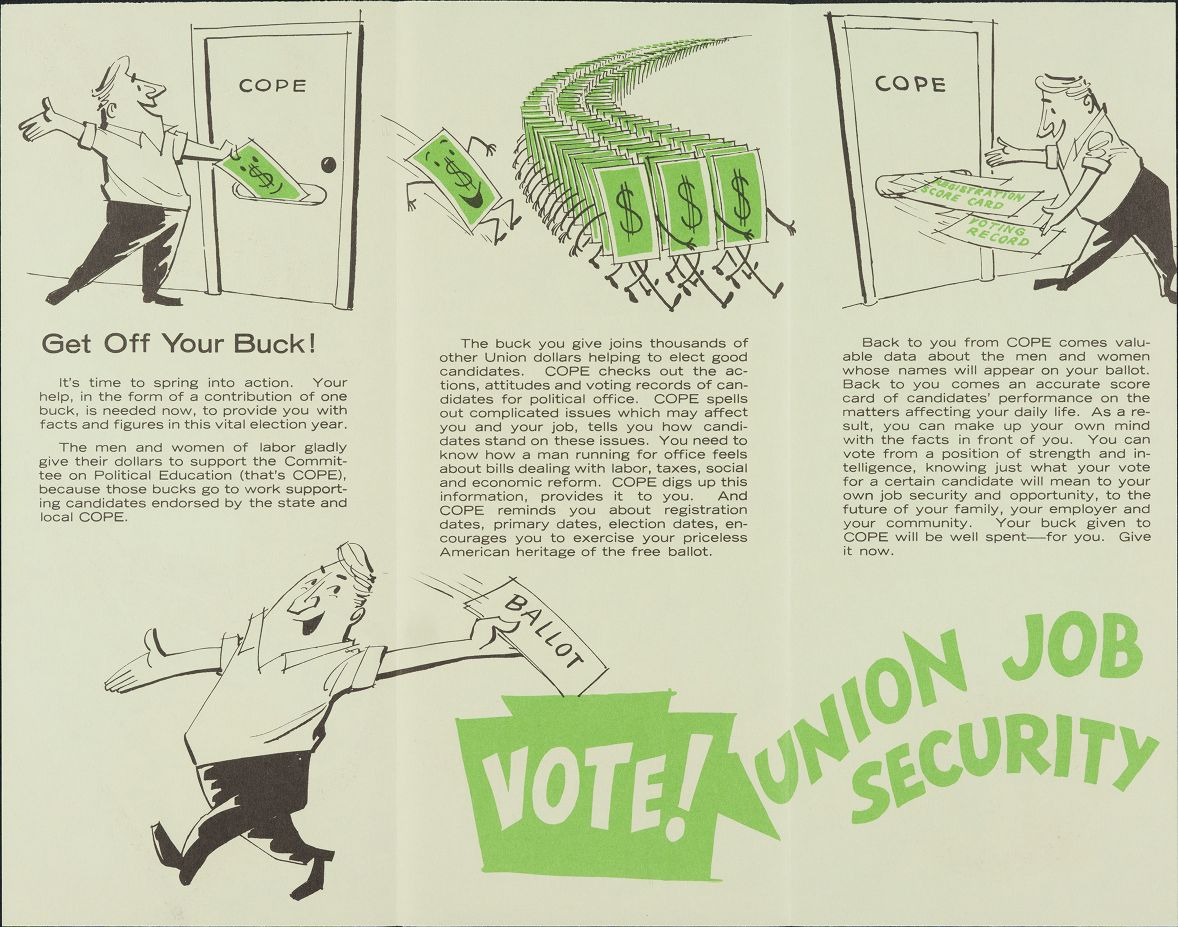 COPE
$
$
$
$
$
COPE
REGISTRATION
SCORE CARD
VOTING
RECORD
Get Off Your Buck!
It's time to spring into action. Your
help, in the form of a contribution of one
buck, is needed now, to provide you with
facts and figures in this vital election year.
The men and women of labor gladly
give their dollars to support the Commit-
tee on Political Education (that's COPE),
because those bucks go to work support-
ing candidates endorsed by the state and
local COPE.
The buck you give joins thousands of
other Union dollars helping to elect good
candidates. COPE checks out the ac-
tions, attitudes and voting records of can-
didates for political office. COPE spells
out complicated issues which may affect
you and your job, tells you how candi-
dates stand on these issues. You need to
know how a man running for office feels
about bills dealing with labor, taxes, social
and economic reform. COPE digs up this
information, provides it to you. And
COPE reminds you about registration
dates, primary dates, election dates, en-
courages you to exercise your priceless
American heritage of the free ballot.
Back to you from COPE comes valu-
able data about the men and women
whose names will appear on your ballot.
Back to you comes an accurate score
card of candidates' performance on the
matters affecting your daily life. As a re-
sult, you can make up your own mind
with the facts in front of you. You can
vote from a position of strength and in-
telligence, knowing just what your vote
for a certain candidate will mean to your
own job security and opportunity, to the
future of your family, your employer and
your community. Your buck given to
COPE will be well spent—for you. Give
it now.
BALLOT
VOTE!
UNION JOB
SECURITY